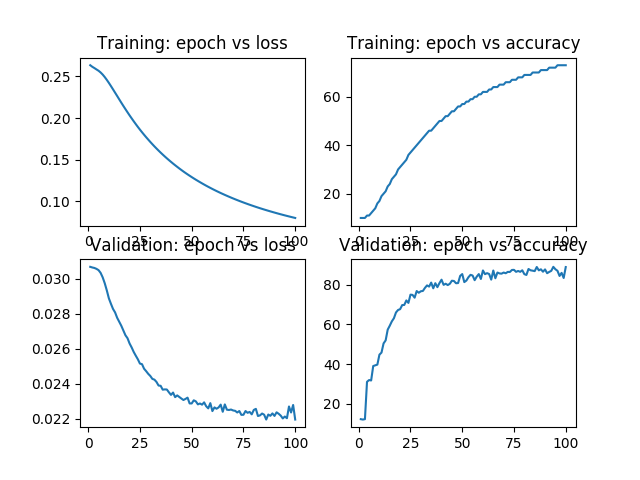 Training: epoch vs loss
0.25
0.20
0.15
0.10
0 25 50 75 100
Training: epoch vs accuracy
60
40
20
0 25 50 75 100
Validation: epoch vs loss
0.030
0.028
0.026
0.024
0.022
0 25 50 75 100
Validation: epoch vs accuracy
80
60
40
20
0 25 50 75 100